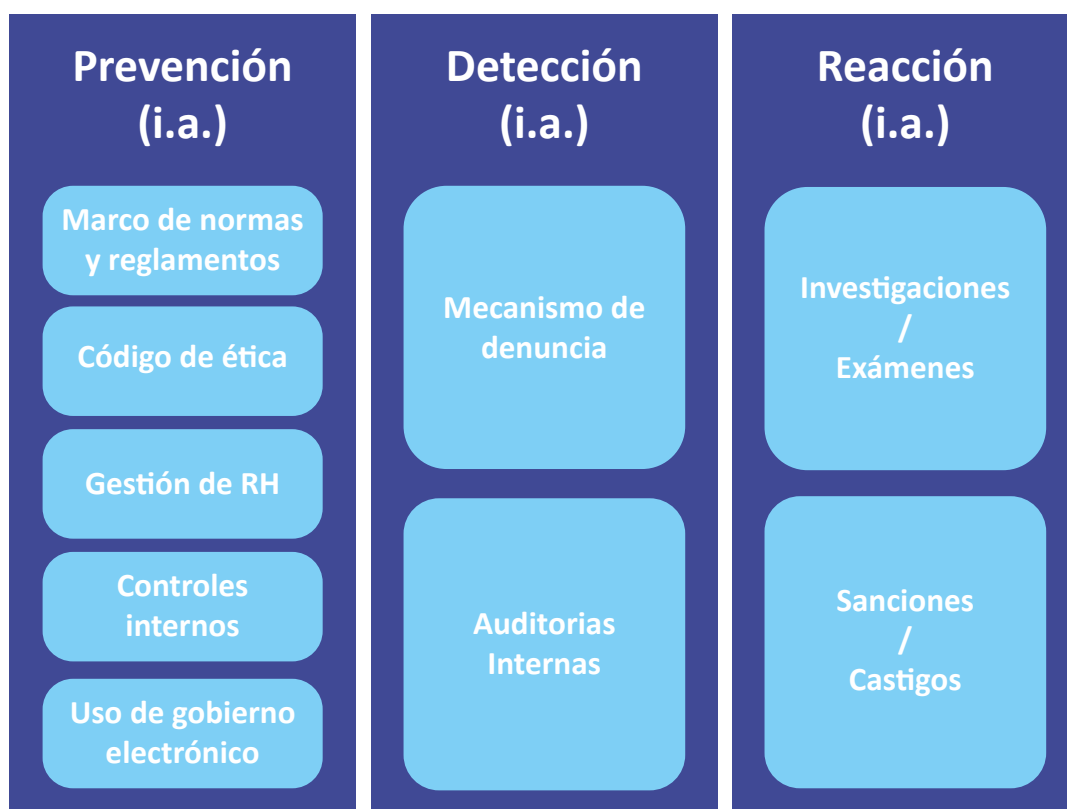 Prevención
(i.a.)
Marco de normas
y reglamentos
Código de ética
Gestión de RH
Controles
internos
Uso de gobierno
electrónico
Detección
(i.a.)
Mecanismo de
denuncia
Auditorias
Internas
Reacción
(i.a.)
Investigaciones
/
Exámenes
Sanciones
/
Castigos